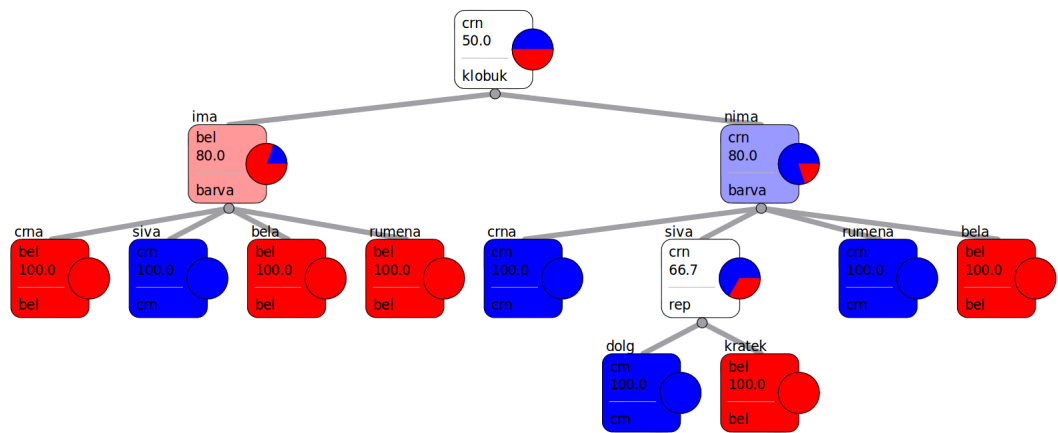 crn
50.0
klobuk
ima
bel
80.0
barva
nima
crn
80.0
barva
crna
bel
100.0
bel
siva
crn
100.0
crn
bela
bel
100.0
bel
rumena
bel
100.0
bel
crna
crn
100.0
crn
siva
crn
66.7
rep
rumena
crn
100.0
crn
bela
bel
100.0
bel
dolg
crn
100.0
crn
kratek
bel
100.0
bel